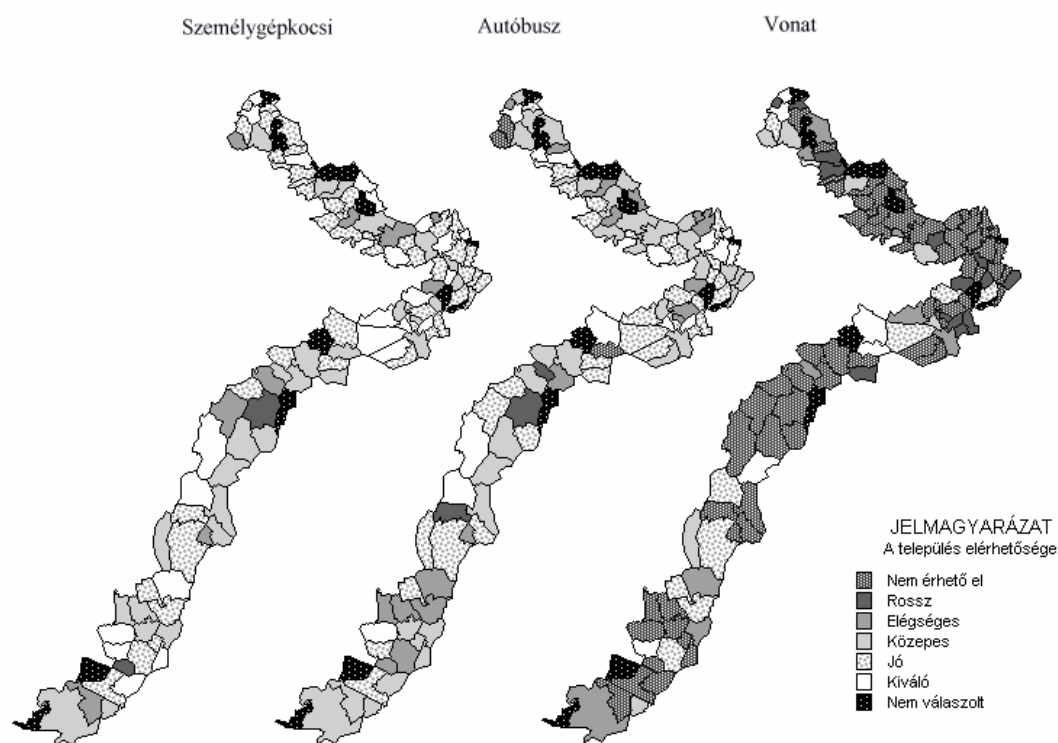 Személygépkocsi
Autóbusz
Vonat
JELMAGYARÁZAT
A település elérhetősége
Nem érhető el
Rossz
Elégséges
Közepes
Jó
Kiváló
Nem válaszolt